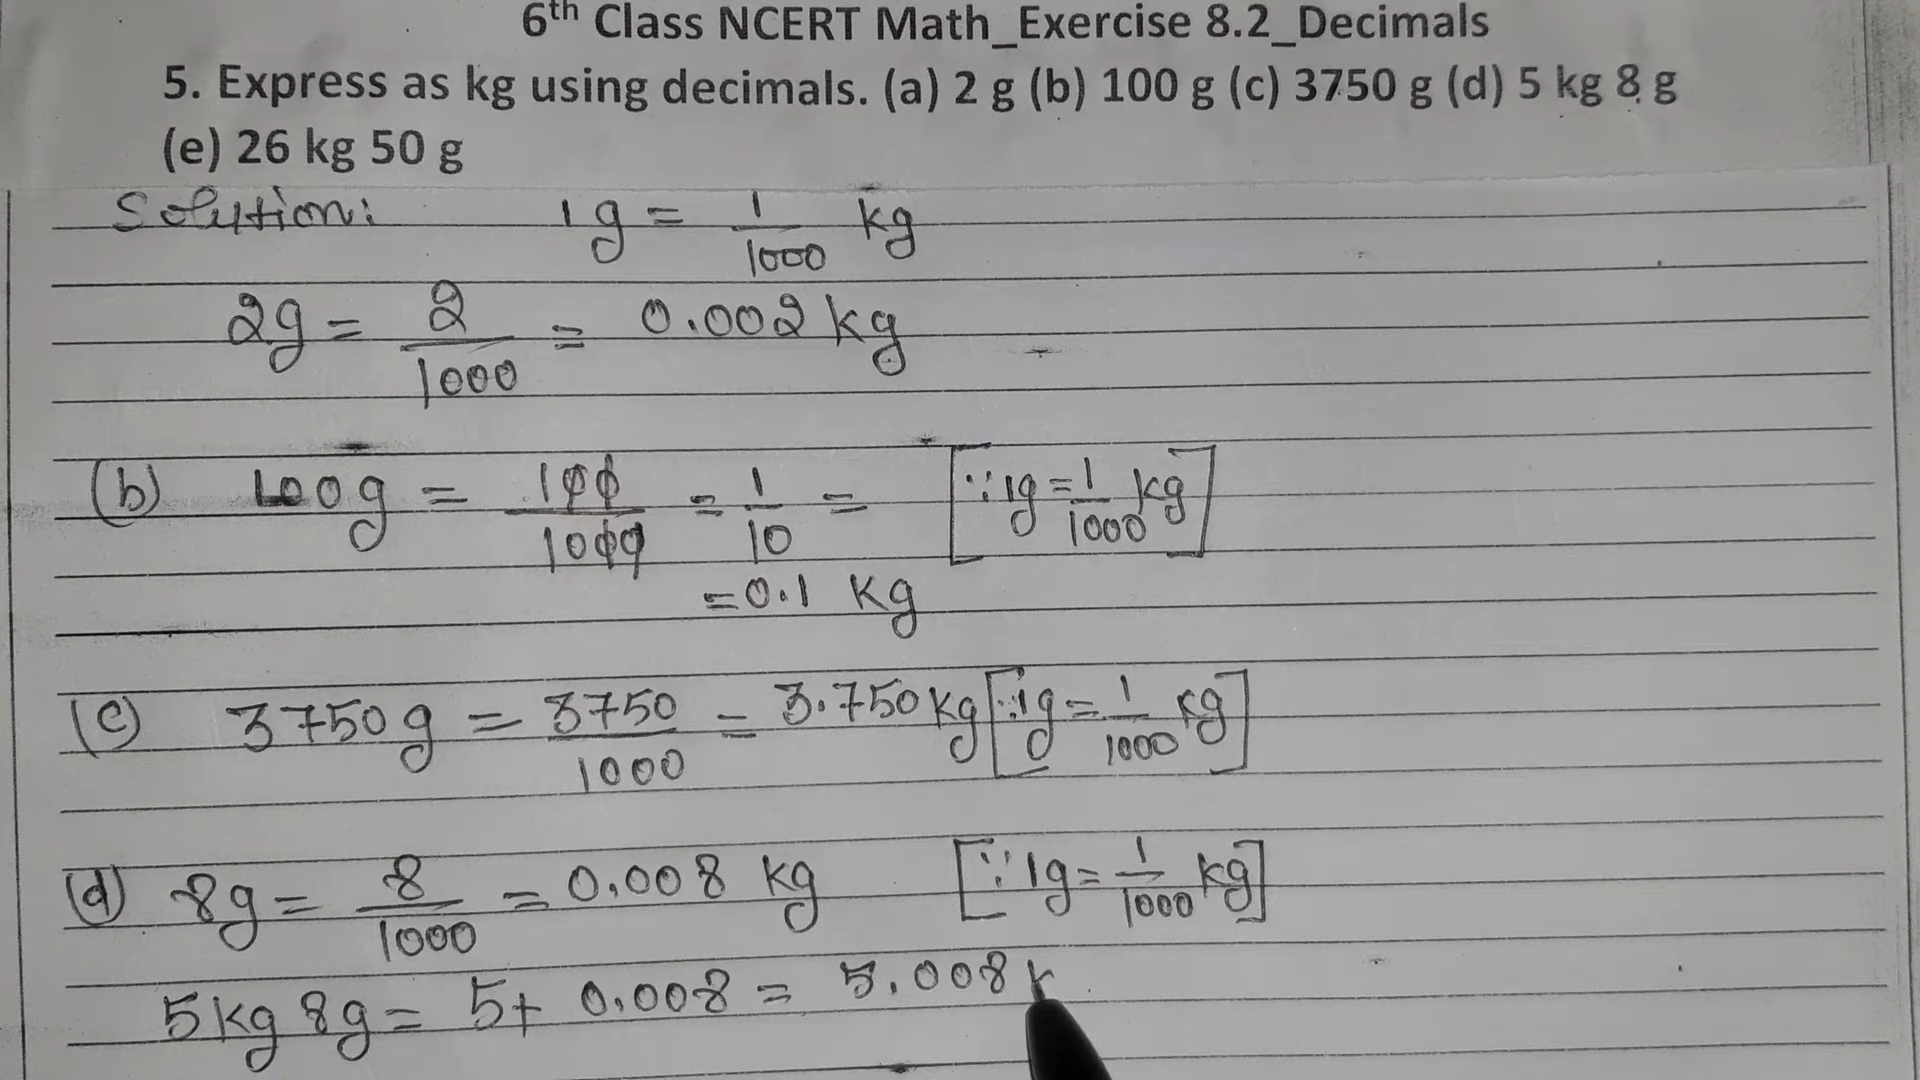 6th Class NCERT Math_Exercise 8.2_Decimals
5. Express as kg using decimals. (a) 2 g (b) 100 g (c) 3750 g (d) 5 kg 8 g
(e) 26 kg 50 g
Solution: 1g = 1/1000 kg
2g = 2/1000 = 0.002 kg
(b) 100g = 100/1000 = 1/10 = [∵ 1g = 1/1000 kg]
= 0.1 kg
(c) 3750 g = 3750/1000 = 3.750 kg [∵ 1g = 1/1000 kg]
(d) 8g = 8/1000 = 0.008 kg [∵ 1g = 1/1000 kg]
5kg 8g = 5 + 0.008 = 5.008 k